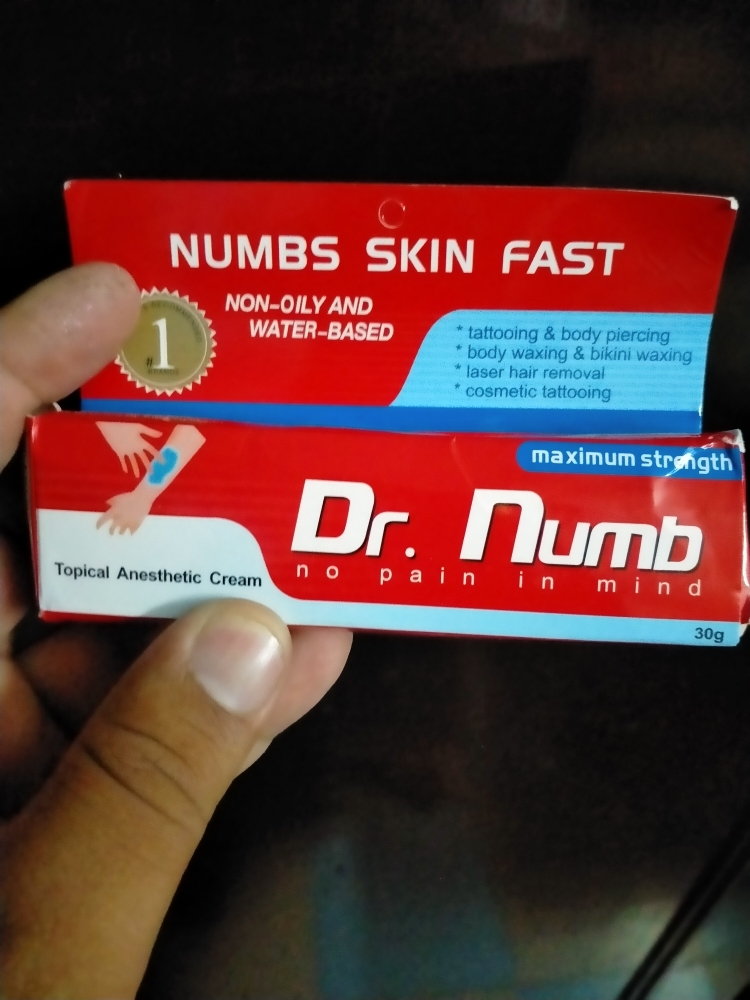 NUMBS SKIN FAST
NON-OILY AND
WATER-BASED
#1
* tattooing & body piercing
* body waxing & bikini waxing
* laser hair removal
* cosmetic tattooing
maximum strength
Dr. Numb
no pain in mind
Topical Anesthetic Cream
30g